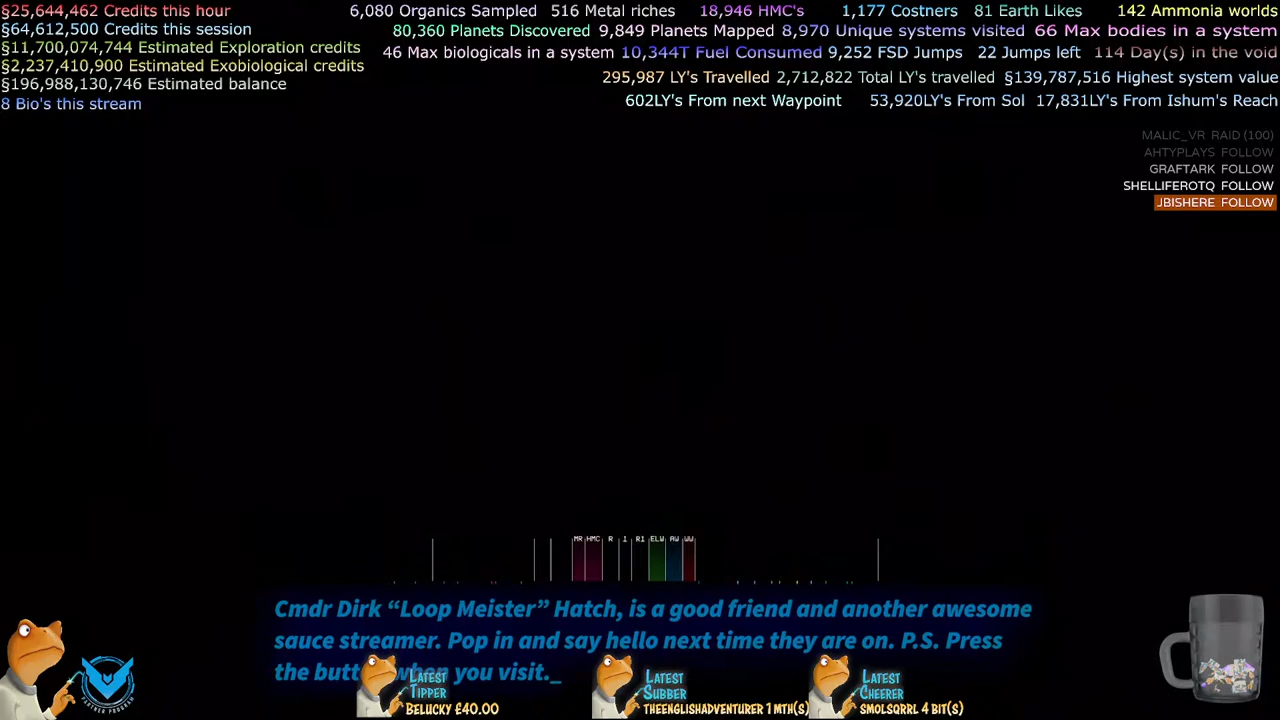 §25,644,462 Credits this hour
§64,612,500 Credits this session
§11,700,074,744 Estimated Exploration credits
§2,237,410,900 Estimated Exobiological credits
§196,988,130,746 Estimated balance
8 Bio's this stream
6,080 Organics Sampled 516 Metal riches 18,946 HMC's 1,177 Costners 81 Earth Likes 142 Ammonia worlds
80,360 Planets Discovered 9,849 Planets Mapped 8,970 Unique systems visited 66 Max bodies in a system
46 Max biologicals in a system 10,344T Fuel Consumed 9,252 FSD Jumps 22 Jumps left 114 Day(s) in the void
295,987 LY's Travelled 2,712,822 Total LY's travelled §139,787,516 Highest system value
602LY's From next Waypoint 53,920LY's From Sol 17,831LY's From Ishum's Reach
MALIC_VR RAID (100)
AHTYPLAYS FOLLOW
GRAFTARK FOLLOW
SHELLIFEROTQ FOLLOW
JBISHERE FOLLOW
MR HMC R I RI ELW AW WW
Cmdr Dirk “Loop Meister” Hatch, is a good friend and another awesome
sauce streamer. Pop in and say hello next time they are on. P.S. Press
the when you visit._
LATEST TIPPER
BELUCKY £40.00
LATEST SUBBER
THEENGLISHADVENTURER 1 MTH(S)
LATEST CHEERER
SMOLSQRRL 4 BIT(S)
PARTNER PROGRAM